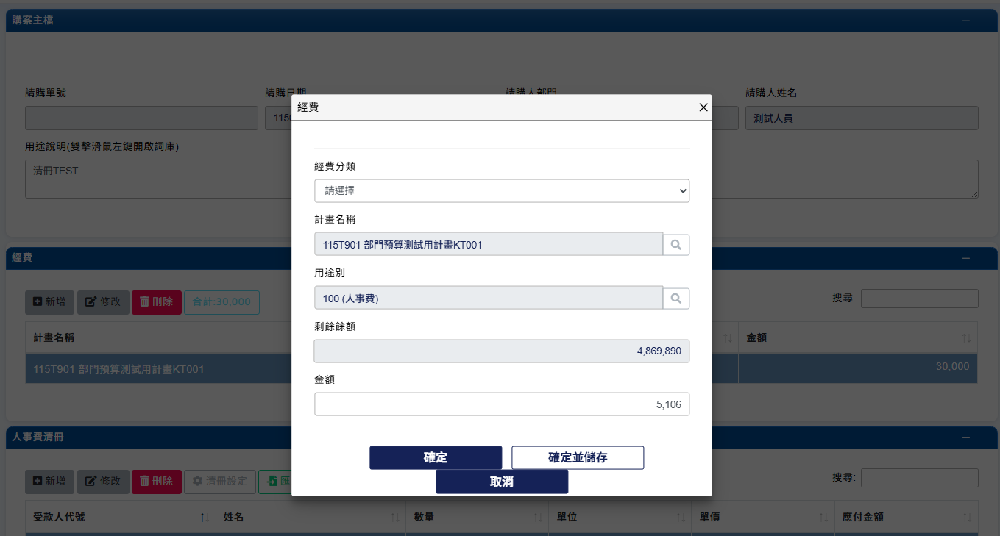 購案主檔
請購單號
請購日期
請購人部門
請購人姓名
115
測試人員
用途說明(雙擊滑鼠左鍵開啟詞庫)
清冊TEST
經費
新增
修改
刪除
合計:30,000
搜尋:
計畫名稱
金額
115T901 部門預算測試用計畫KT001
30,000
人事費清冊
新增
修改
刪除
清冊設定
匯
搜尋:
受款人代號
姓名
數量
單位
單價
應付金額
經費
經費分類
請選擇
計畫名稱
115T901 部門預算測試用計畫KT001
用途別
100 (人事費)
剩餘餘額
4,869,890
金額
5,106
確定
確定並儲存
取消